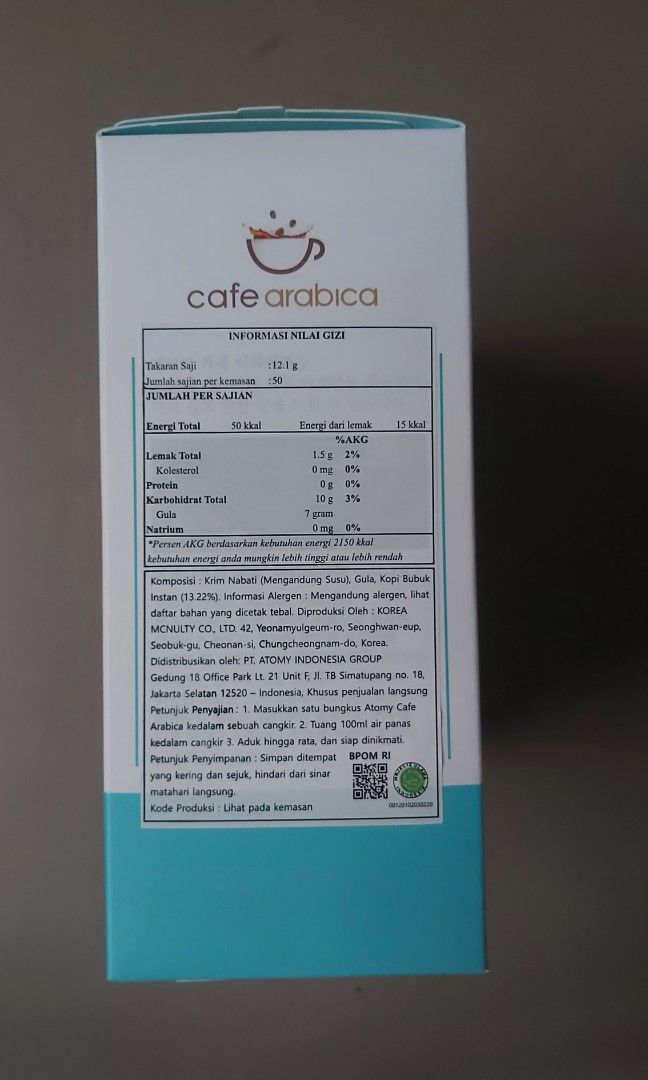 cafe arabica
INFORMASI NILAI GIZI
Takaran Saji :12.1 g
Jumlah sajian per kemasan :50
JUMLAH PER SAJIAN
Energi Total 50 kkal Energi dari lemak 15 kkal
%AKG
Lemak Total 1.5 g 2%
Kolesterol 0 mg 0%
Protein 0 g 0%
Karbohidrat Total 10 g 3%
Gula 7 gram
Natrium 0 mg 0%
*Persen AKG berdasarkan kebutuhan energi 2150 kkal
kebutuhan energi anda mungkin lebih tinggi atau lebih rendah
Komposisi : Krim Nabati (Mengandung Susu), Gula, Kopi Bubuk
Instan (13.22%). Informasi Alergen : Mengandung alergen, lihat
daftar bahan yang dicetak tebal. Diproduksi Oleh : KOREA
MCNULTY CO., LTD. 42, Yeonamyulgeum-ro, Seonghwan-eup,
Seobuk-gu, Cheonan-si, Chungcheongnam-do, Korea.
Didistribusikan oleh: PT. ATOMY INDONESIA GROUP
Gedung 18 Office Park Lt. 21 Unit F, Jl. TB Simatupang no. 18,
Jakarta Selatan 12520 – Indonesia, Khusus penjualan langsung
Petunjuk Penyajian : 1. Masukkan satu bungkus Atomy Cafe
Arabica kedalam sebuah cangkir. 2. Tuang 100ml air panas
kedalam cangkir 3. Aduk hingga rata, dan siap dinikmati.
Petunjuk Penyimpanan : Simpan ditempat BPOM RI
yang kering dan sejuk, hindari dari sinar
matahari langsung.
Kode Produksi : Lihat pada kemasan
00120102030220